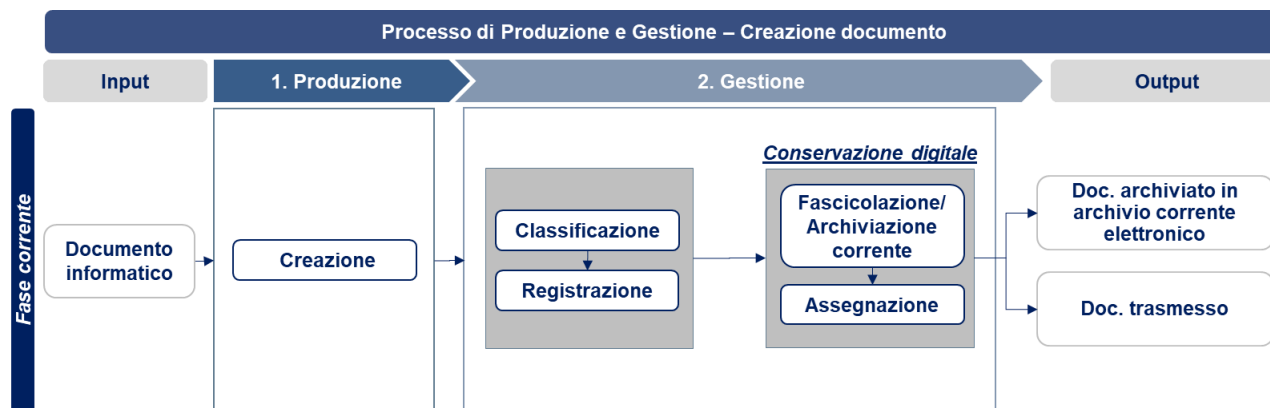 Processo di Produzione e Gestione – Creazione documento
Input
1. Produzione
2. Gestione
Output
Fase corrente
Documento
informatico
Creazione
Classificazione
Registrazione
Conservazione digitale
Fascicolazione/
Archiviazione
corrente
Assegnazione
Doc. archiviato in
archivio corrente
elettronico
Doc. trasmesso